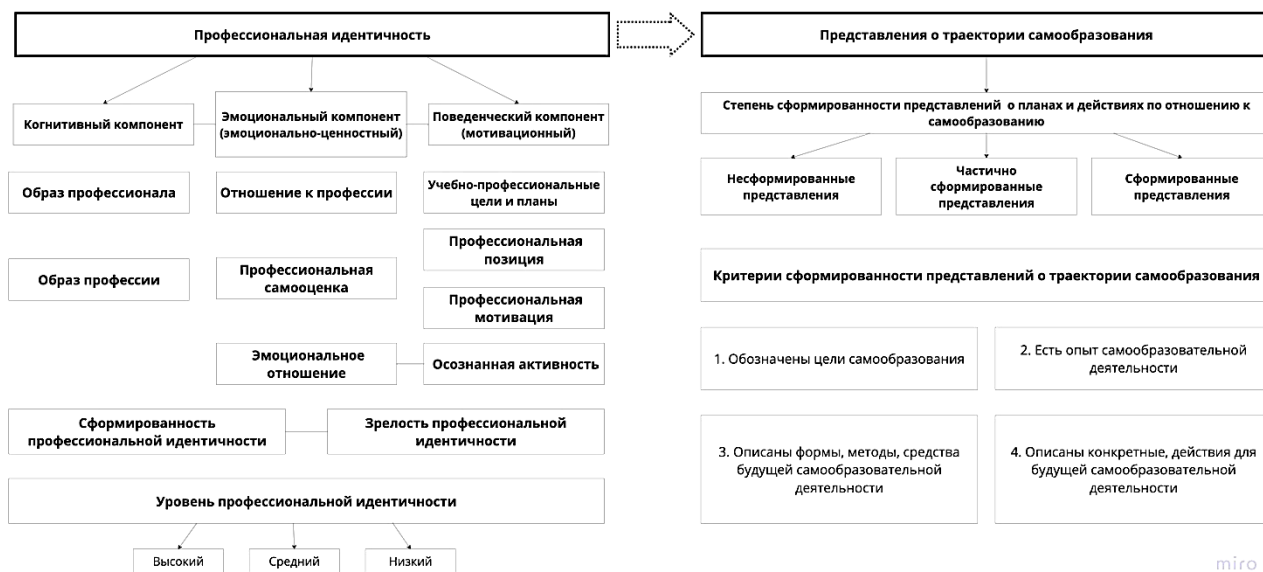 Профессиональная идентичность
Когнитивный компонент
Эмоциональный компонент
(эмоционально-ценностный)
Поведенческий компонент
(мотивационный)
Образ профессионала
Отношение к профессии
Учебно-профессиональные
цели и планы
Профессиональная
позиция
Образ профессии
Профессиональная
самооценка
Профессиональная
мотивация
Эмоциональное
отношение
Осознанная активность
Сформированность
профессиональной идентичности
Зрелость профессиональной
идентичности
Уровень профессиональной идентичности
Высокий
Средний
Низкий
Представления о траектории самообразования
Степень сформированности представлений о планах и действиях по отношению к
самообразованию
Несформированные
представления
Частично
сформированные
представления
Сформированные
представления
Критерии сформированности представлений о траектории самообразования
1. Обозначены цели самообразования
2. Есть опыт самообразовательной
деятельности
3. Описаны формы, методы, средства
будущей самообразовательной
деятельности
4. Описаны конкретные, действия для
будущей самообразовательной
деятельности
miro